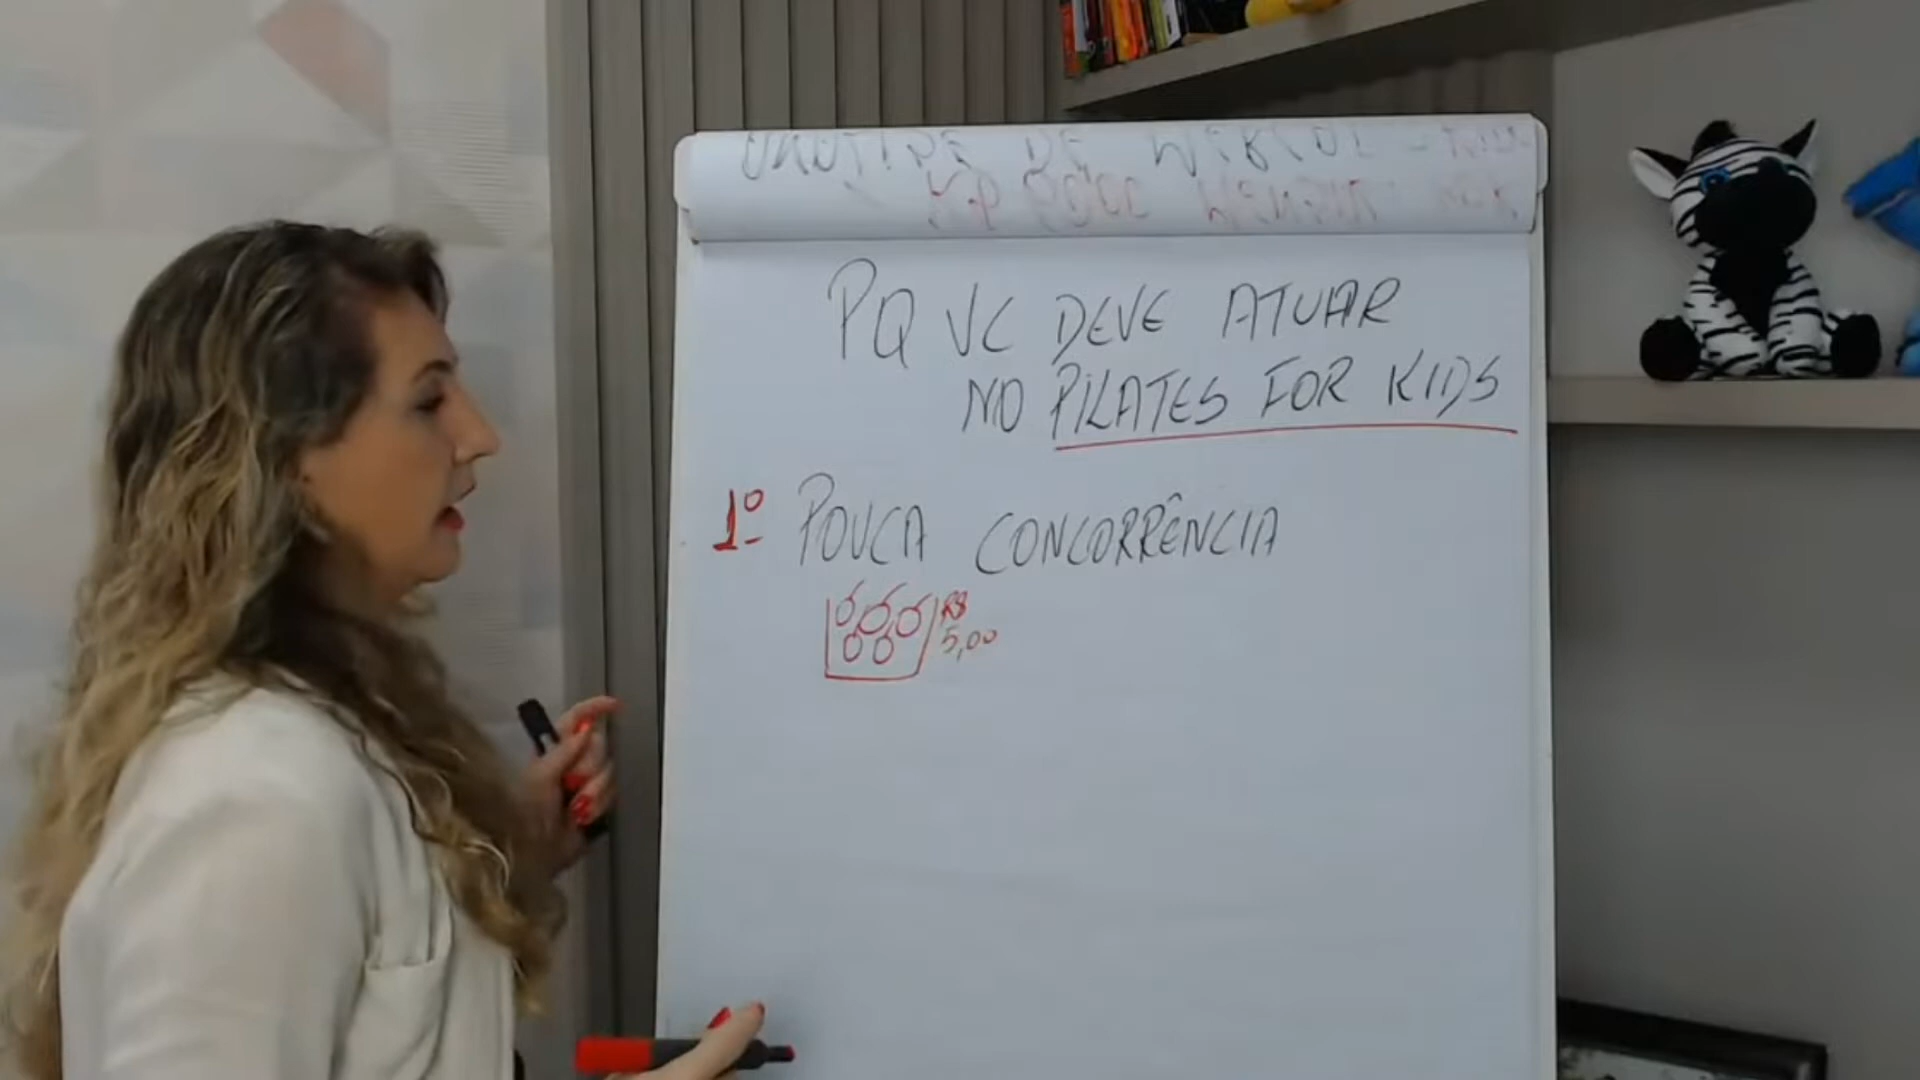 PQ VC DEVE ATUAR
NO PILATES FOR KIDS
1º POUCA CONCORRÊNCIA
R$
5,00